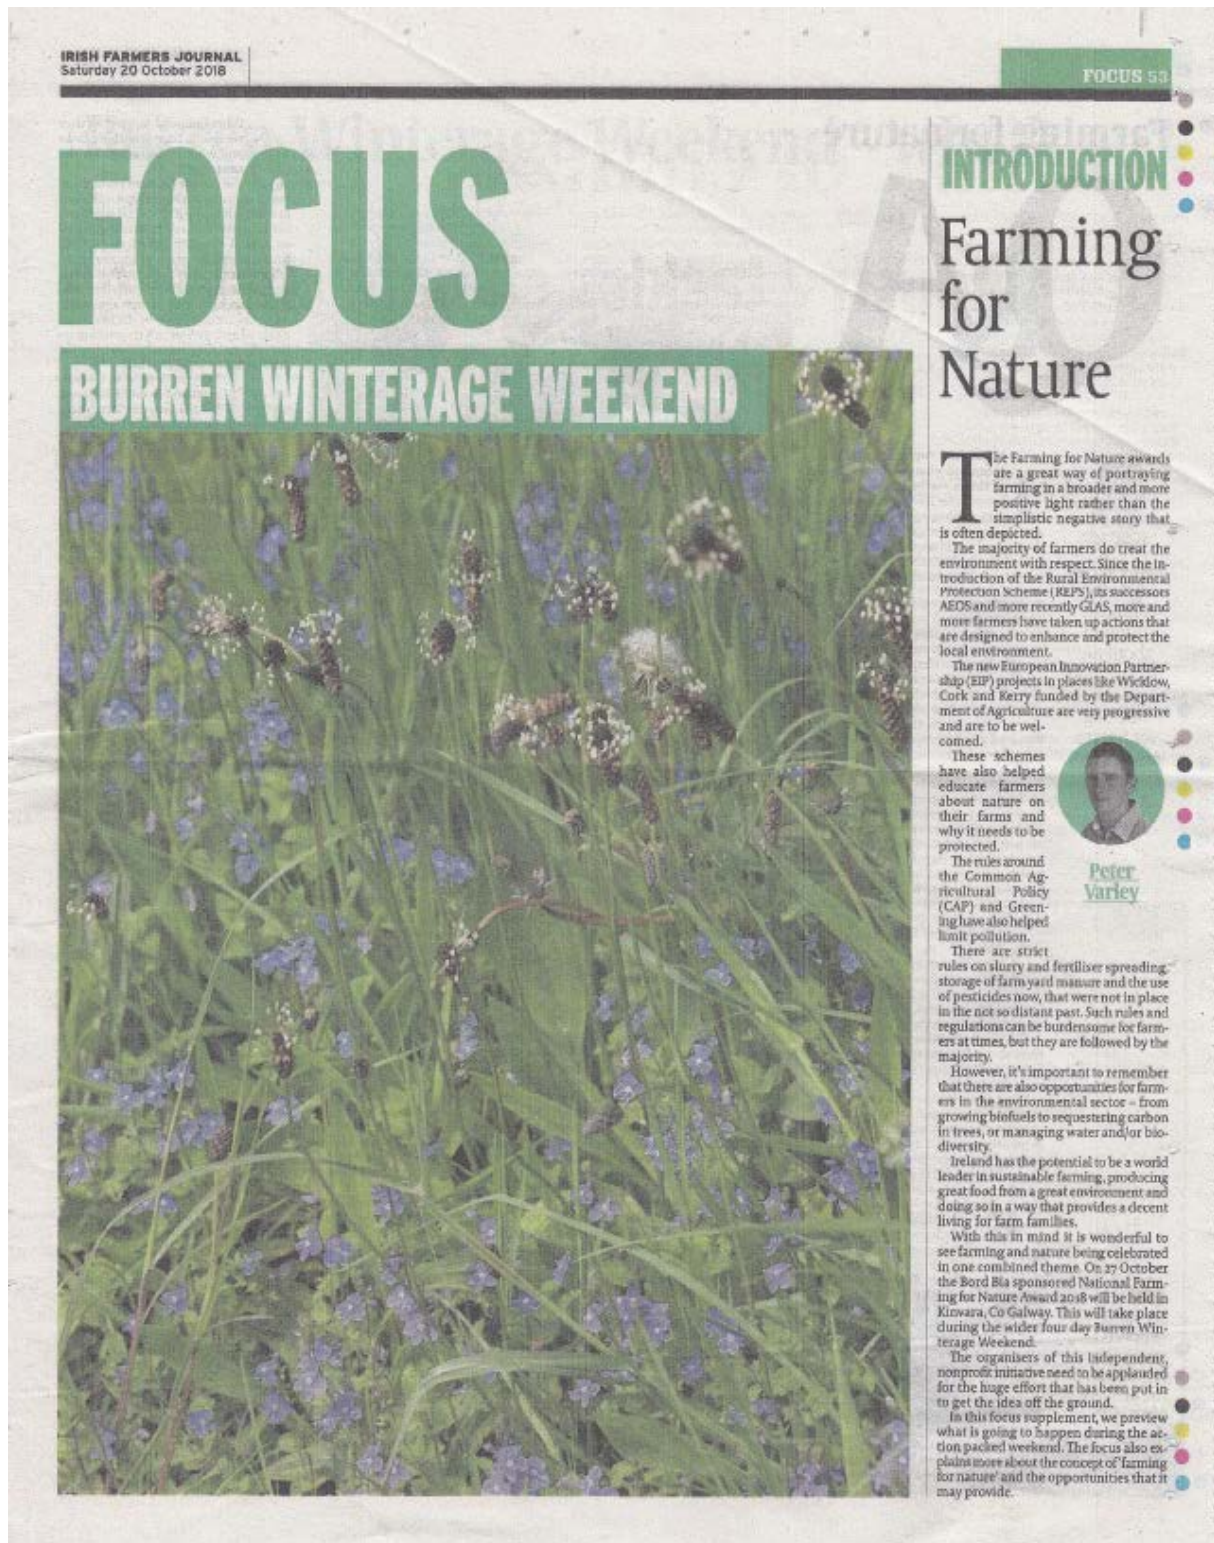 IRISH FARMERS JOURNAL
Saturday 20 October 2018
FOCUS 53
FOCUS
BURREN WINTERAGE WEEKEND
INTRODUCTION
Farming
for
Nature
The Farming for Nature awards
are a great way of portraying
farming in a broader and more
positive light rather than the
simplistic negative story that
is often depicted.
The majority of farmers do treat the
environment with respect. Since the in-
troduction of the Rural Environmental
Protection Scheme (REPS), its successors
AEOS and more recently GLAS, more and
more farmers have taken up actions that
are designed to enhance and protect the
local environment.
The new European Innovation Partner-
ship (EIP) projects in places like Wicklow,
Cork and Kerry funded by the Depart-
ment of Agriculture are very progressive
and are to be wel-
comed.
These schemes
have also helped
educate farmers
about nature on
their farms and
why it needs to be
protected.
The rules around
the Common Ag-
ricultural Policy
(CAP) and Green-
ing have also helped
limit pollution.
There are strict
rules on slurry and fertiliser spreading,
storage of farm yard manure and the use
of pesticides now, that were not in place
in the not so distant past. Such rules and
regulations can be burdensome for farm-
ers at times, but they are followed by the
majority.
However, it's important to remember
that there are also opportunities for farm-
ers in the environmental sector – from
growing biofuels to sequestering carbon
in trees, or managing water and/or bio-
diversity.
Ireland has the potential to be a world
leader in sustainable farming, producing
great food from a great environment and
doing so in a way that provides a decent
living for farm families.
With this in mind it is wonderful to
see farming and nature being celebrated
in one combined theme. On 27 October
the Bord Bia sponsored National Farm-
ing for Nature Award 2018 will be held in
Kinvara, Co Galway. This will take place
during the wider four day Burren Win-
terage Weekend.
The organisers of this independent,
nonprofit initiative need to be applauded
for the huge effort that has been put in
to get the idea off the ground.
In this focus supplement, we preview
what is going to happen during the ac-
tion packed weekend. The focus also ex-
plains more about the concept of 'farming
for nature' and the opportunities that it
may provide.
Peter
Varley